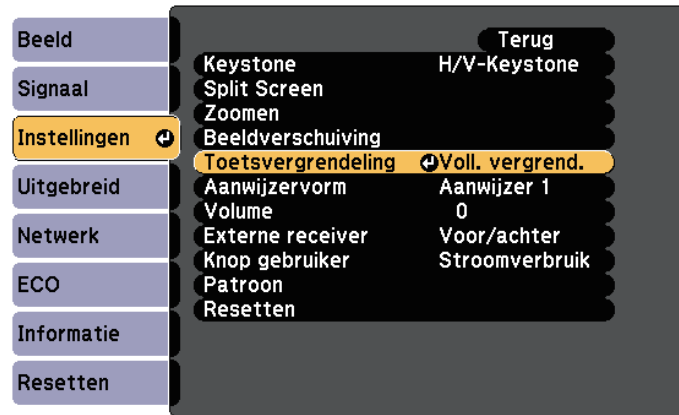 Beeld
Signaal
Instellingen
Uitgebreid
Netwerk
ECO
Informatie
Resetten
Terug
Keystone H/V-Keystone
Split Screen
Zoomen
Beeldverschuiving
Toetsvergrendeling Voll. vergrend.
Aanwijzervorm Aanwijzer 1
Volume 0
Externe receiver Voor/achter
Knop gebruiker Stroomverbruik
Patroon
Resetten